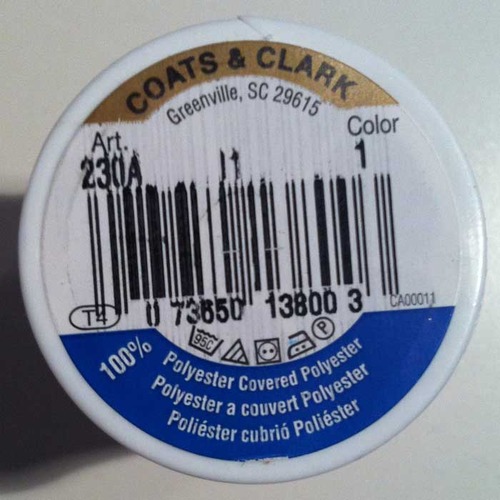 COATS & CLARK
Greenville, SC 29615
Art. Color
230A 1
0 73650 13800 3
CA00011
T4
95C P
100% Polyester Covered Polyester
Polyester a couvert Polyester
Poliéster cubrió Poliéster